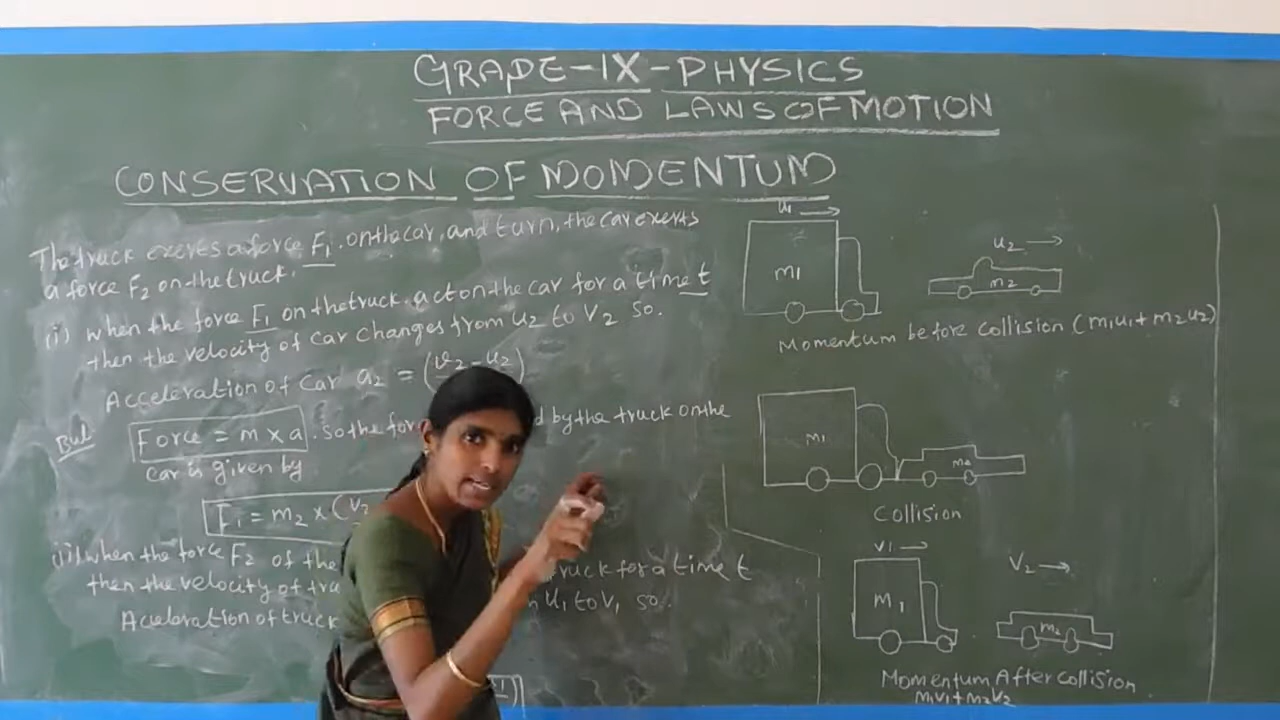 GRADE-IX-PHYSICS
FORCE AND LAWS OF MOTION
CONSERVATION OF MOMENTUM
The truck exerts a force F1. on the car, and turn, the car exerts
a force F2 on the truck.
(i) when the force F1 on the truck. act on the car for a time t
then the velocity of car changes from u2 to v2 so.
Acceleration of car a2 = (v2-u2)
But Force = m x a. so the for by the truck on the
car is given by
F1 = m2 x (v2
(ii) when the force F2 of the truck for a time t
then the velocity of tru u1 to v1 so.
Acceleration of truck
u1
m1
u2
m2
Momentum before collision (m1u1+m2u2)
m1
m2
Collision
v1
m1
v2
m2
Momentum After Collision
m1v1+m2v2